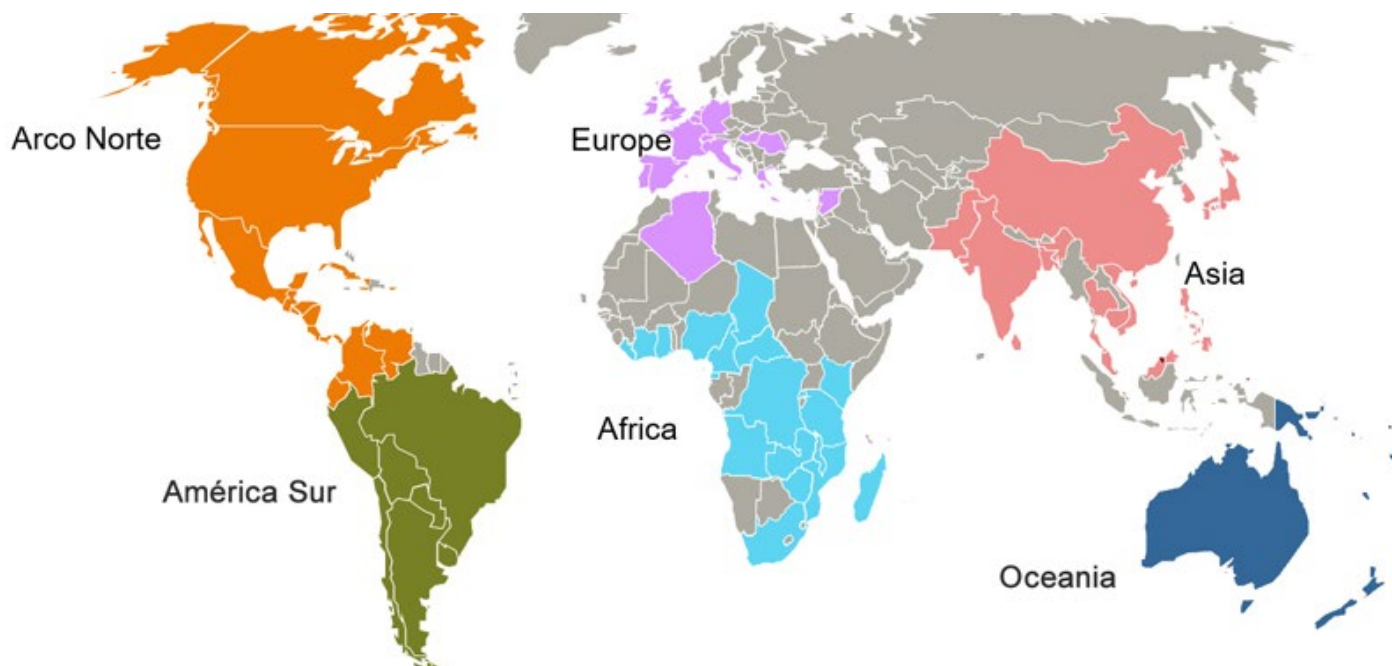 Arco Norte
Europe
Asia
Africa
América Sur
Oceania